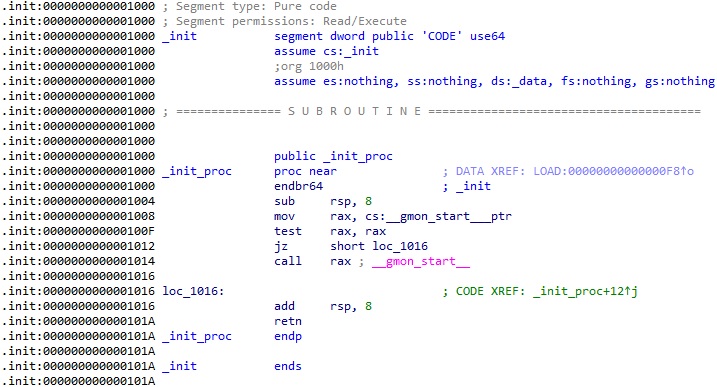 .init:0000000000001000 ; Segment type: Pure code
.init:0000000000001000 ; Segment permissions: Read/Execute
.init:0000000000001000 _init segment dword public 'CODE' use64
.init:0000000000001000 assume cs:_init
.init:0000000000001000 ;org 1000h
.init:0000000000001000 assume es:nothing, ss:nothing, ds:_data, fs:nothing, gs:nothing
.init:0000000000001000
.init:0000000000001000 ; =============== S U B R O U T I N E =======================================
.init:0000000000001000
.init:0000000000001000
.init:0000000000001000 public _init_proc
.init:0000000000001000 _init_proc proc near ; DATA XREF: LOAD:00000000000000F8↑o
.init:0000000000001000 endbr64 ; _init
.init:0000000000001004 sub rsp, 8
.init:0000000000001008 mov rax, cs:__gmon_start___ptr
.init:000000000000100F test rax, rax
.init:0000000000001012 jz short loc_1016
.init:0000000000001014 call rax ; __gmon_start__
.init:0000000000001016
.init:0000000000001016 loc_1016: ; CODE XREF: _init_proc+12↑j
.init:0000000000001016 add rsp, 8
.init:000000000000101A retn
.init:000000000000101A _init_proc endp
.init:000000000000101A
.init:000000000000101A _init ends
.init:000000000000101A